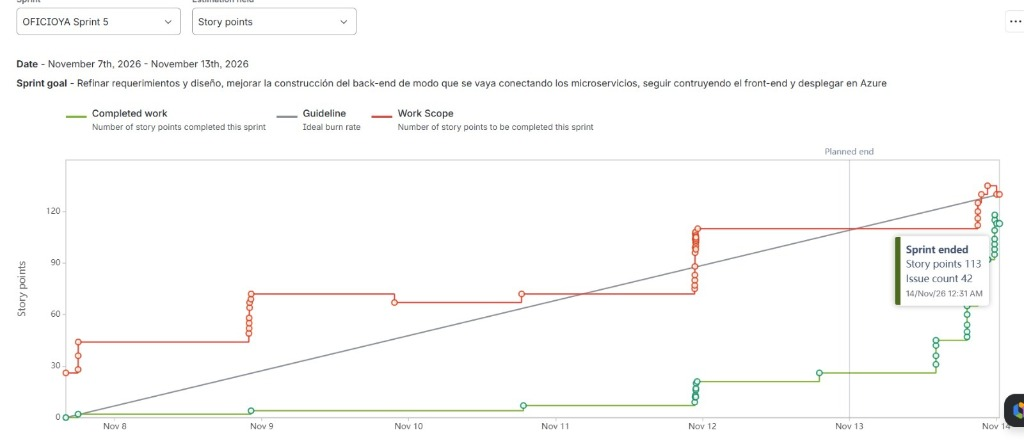 OFICIOYA Sprint 5
Story points
Date - November 7th, 2026 - November 13th, 2026
Sprint goal - Refinar requerimientos y diseño, mejorar la construcción del back-end de modo que se vaya conectando los microservicios, seguir contruyendo el front-end y desplegar en Azure
Completed work
Number of story points completed this sprint
Guideline
Ideal burn rate
Work Scope
Number of story points to be completed this sprint
Planned end
120
90
60
30
0
Story points
Sprint ended
Story points 113
Issue count 42
14/Nov/26 12:31 AM
Nov 8
Nov 9
Nov 10
Nov 11
Nov 12
Nov 13
Nov 14